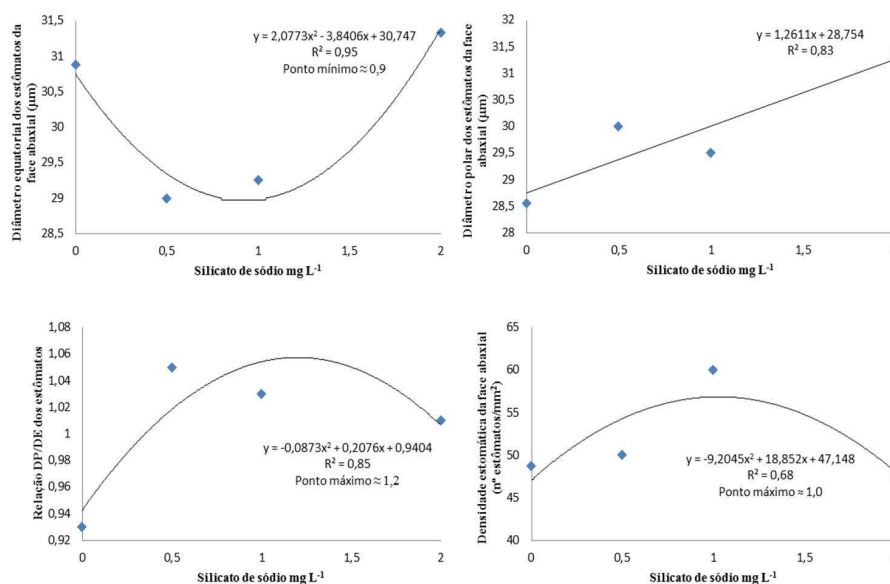 Diâmetro equatorial dos estômatos da
face abaxial (µm)
31,5
31
30,5
30
29,5
29
28,5
y = 2,0773x² - 3,8406x + 30,747
R² = 0,95
Ponto mínimo ≈ 0,9
0
0,5
1
1,5
2
Silicato de sódio mg L⁻¹
Diâmetro polar dos estômatos da face
abaxial (µm)
32
31,5
31
30,5
30
29,5
29
28,5
28
y = 1,2611x + 28,754
R² = 0,83
0
0,5
1
1,5
Silicato de sódio mg L⁻¹
Relação DP/DE dos estômatos
1,08
1,06
1,04
1,02
1
0,98
0,96
0,94
0,92
y = -0,0873x² + 0,2076x + 0,9404
R² = 0,85
Ponto máximo ≈ 1,2
0
0,5
1
1,5
2
Silicato de sódio mg L⁻¹
Densidade estomática da face abaxial
(nº estômatos/mm²)
65
60
55
50
45
40
y = -9,2045x² + 18,852x + 47,148
R² = 0,68
Ponto máximo ≈ 1,0
0
0,5
1
1,5
Silicato de sódio mg L⁻¹